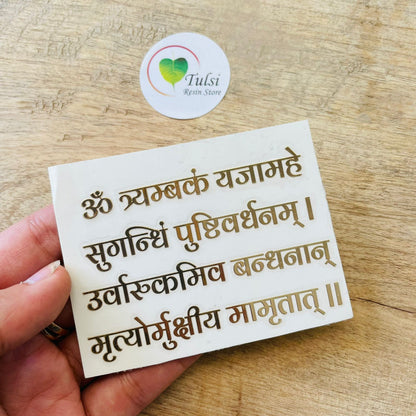 Tulsi
Resin Store
ॐ त्र्यम्बकं यजामहे
सुगन्धिं पुष्टिवर्धनम् ।
उर्वारुकमिव बन्धनान्
मृत्योर्मुक्षीय मामृतात् ॥